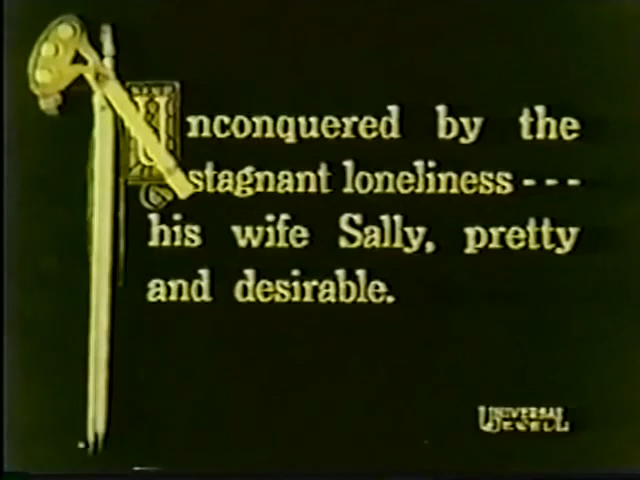 Unconquered by the
stagnant loneliness---
his wife Sally, pretty
and desirable.
UNIVERSAL
JEWEL